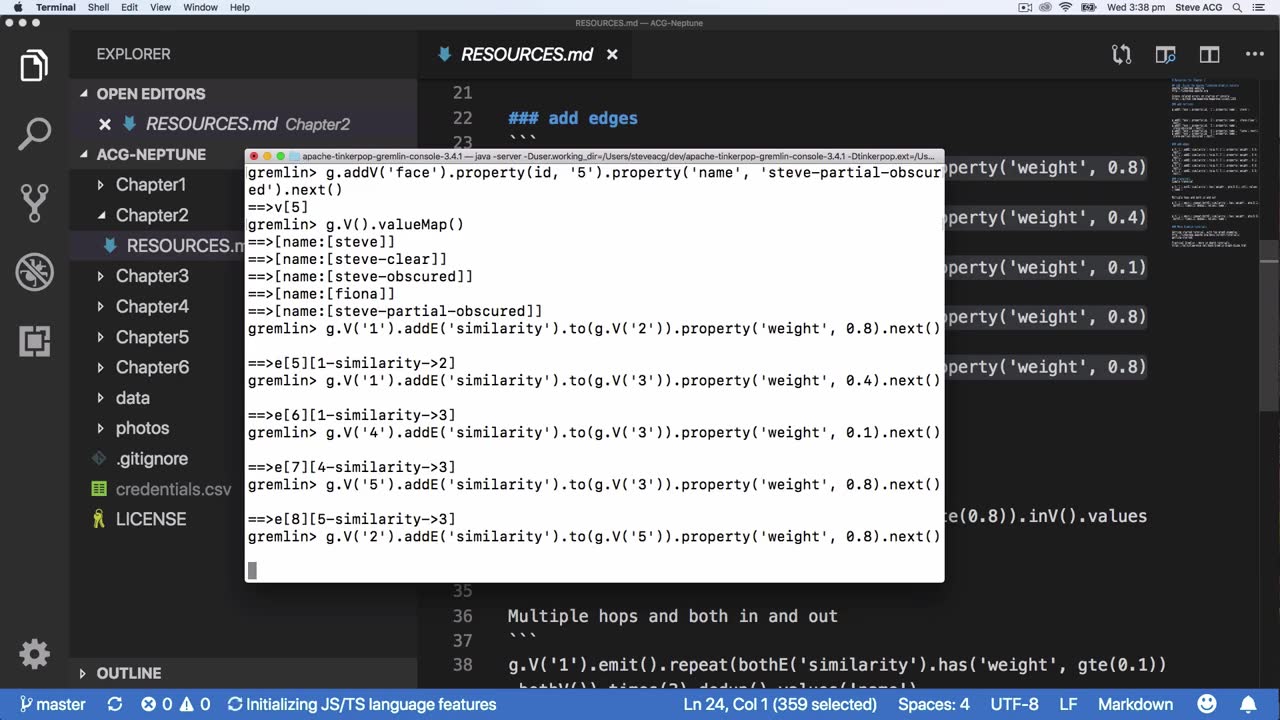 Terminal Shell Edit View Window Help Wed 3:38 pm Steve ACG
RESOURCES.md — ACG-Neptune
EXPLORER
OPEN EDITORS
RESOURCES.md Chapter2
ACG-NEPTUNE
Chapter1
Chapter2
RESOURCES.m
Chapter3
Chapter4
Chapter5
Chapter6
data
photos
.gitignore
credentials.csv
LICENSE
OUTLINE
RESOURCES.md
21
22 ### add edges
23 ```
operty('weight', 0.8)
operty('weight', 0.4)
operty('weight', 0.1)
operty('weight', 0.8)
operty('weight', 0.8)
te(0.8)).inV().values
35
36 Multiple hops and both in and out
37 ```
38 g.V('1').emit().repeat(bothE('similarity').has('weight', gte(0.1))
.bothV()).times(2).dedup().values('name')
apache-tinkerpop-gremlin-console-3.4.1 — java -server -Duser.working_dir=/Users/steveacg/dev/apache-tinkerpop-gremlin-console-3.4.1 -Dtinkerpop.ext=/Us...
gremlin> g.addV('face').property(id, '5').property('name', 'steve-partial-obscur
ed').next()
==>v[5]
gremlin> g.V().valueMap()
==>[name:[steve]]
==>[name:[steve-clear]]
==>[name:[steve-obscured]]
==>[name:[fiona]]
==>[name:[steve-partial-obscured]]
gremlin> g.V('1').addE('similarity').to(g.V('2')).property('weight', 0.8).next()
==>e[5][1-similarity->2]
gremlin> g.V('1').addE('similarity').to(g.V('3')).property('weight', 0.4).next()
==>e[6][1-similarity->3]
gremlin> g.V('4').addE('similarity').to(g.V('3')).property('weight', 0.1).next()
==>e[7][4-similarity->3]
gremlin> g.V('5').addE('similarity').to(g.V('3')).property('weight', 0.8).next()
==>e[8][5-similarity->3]
gremlin> g.V('2').addE('similarity').to(g.V('5')).property('weight', 0.8).next()
master 0 0 Initializing JS/TS language features Ln 24, Col 1 (359 selected) Spaces: 4 UTF-8 LF Markdown